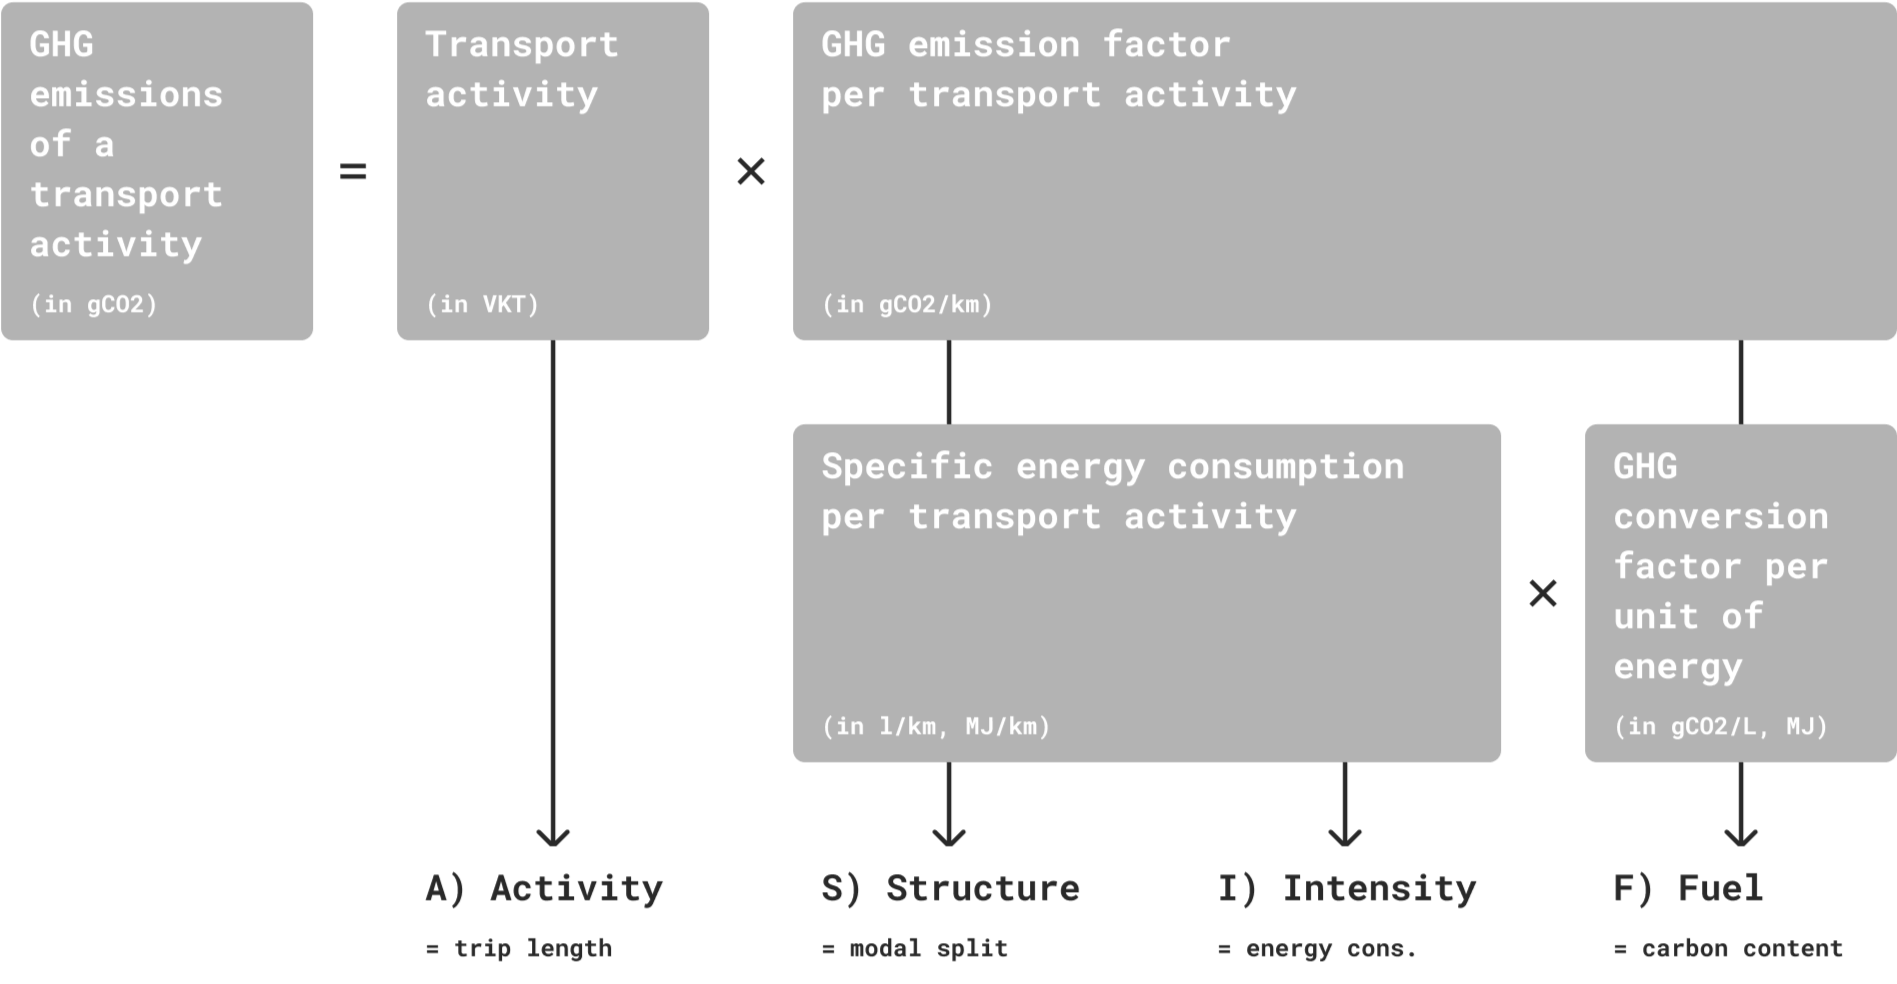 GHG
emissions
of a
transport
activity
(in gCO2)
=
Transport
activity
(in VKT)
×
GHG emission factor
per transport activity
(in gCO2/km)
Specific energy consumption
per transport activity
(in l/km, MJ/km)
×
GHG
conversion
factor per
unit of
energy
(in gCO2/L, MJ)
A) Activity
= trip length
S) Structure
= modal split
I) Intensity
= energy cons.
F) Fuel
= carbon content